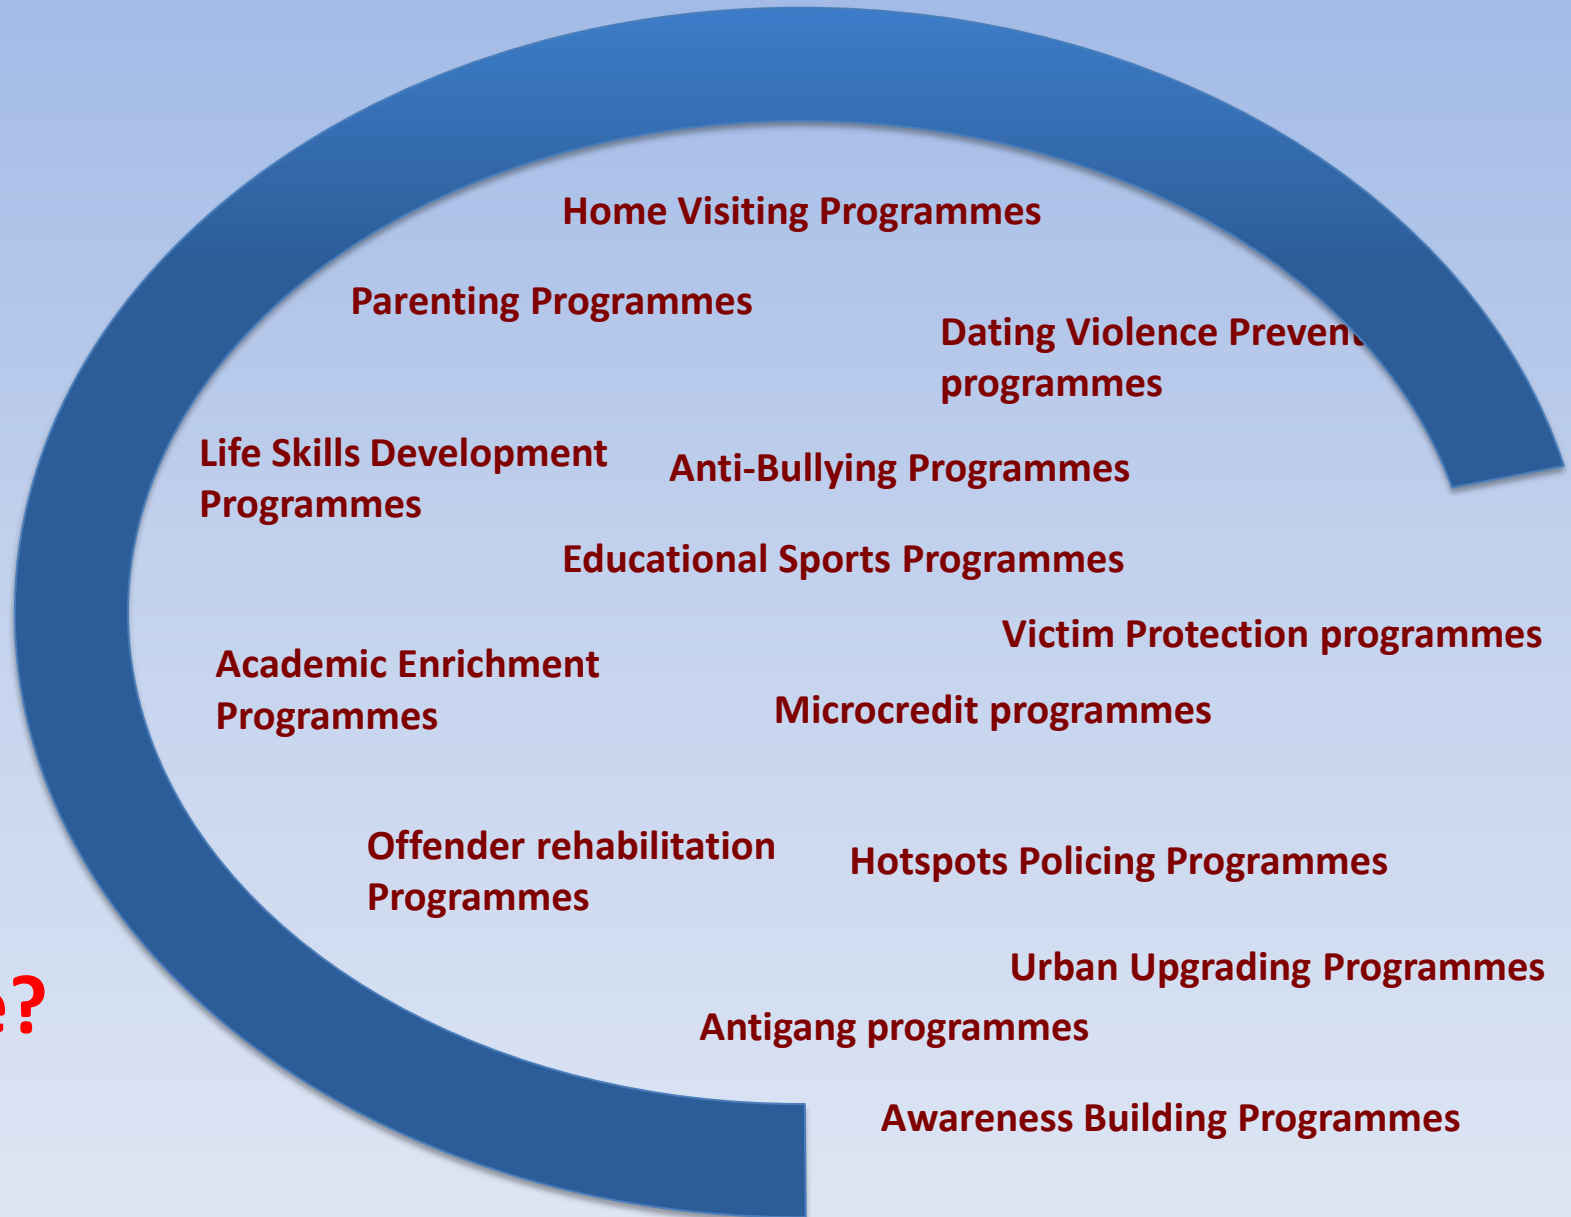 Home Visiting Programmes
Parenting Programmes
Dating Violence
programmes
Life Skills Development
Programmes
Anti-Bullying Programmes
Educational Sports Programmes
Victim Protection programmes
Academic Enrichment
Programmes
Microcredit programmes
Offender rehabilitation
Programmes
Hotspots Policing Programmes
Urban Upgrading Programmes
Antigang programmes
Awareness Building Programmes